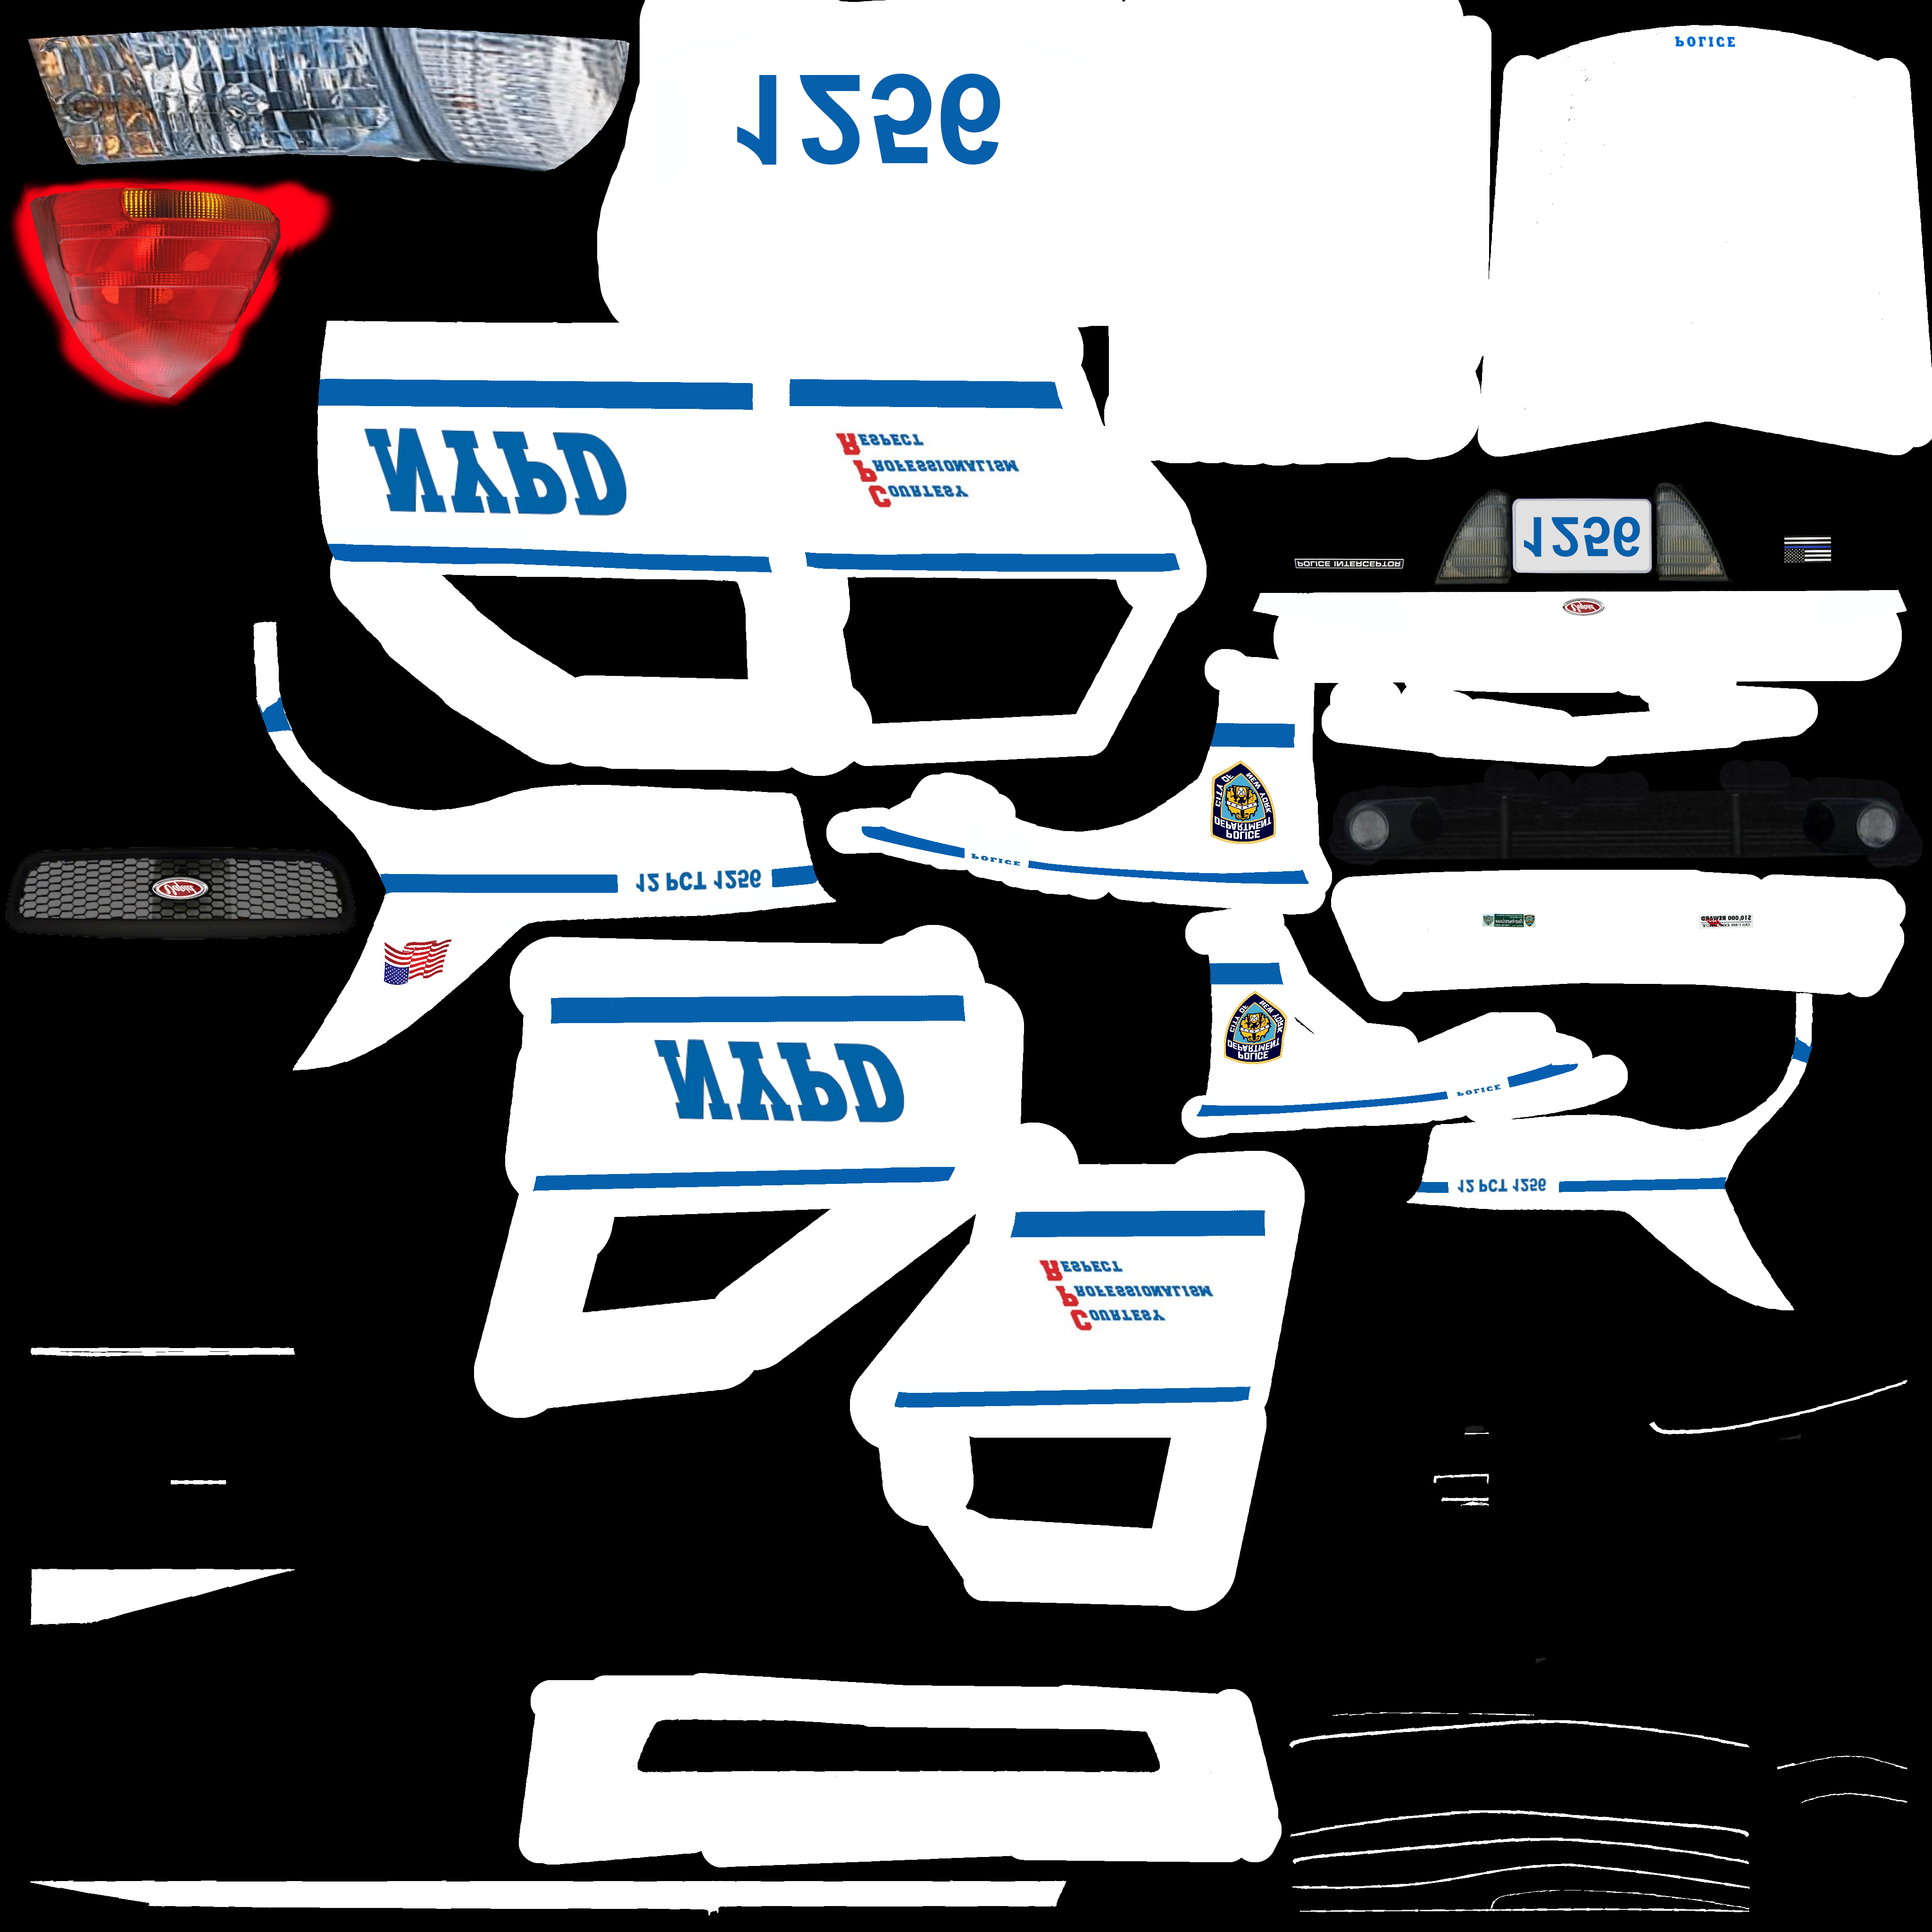 POLICE
1256
NYPD
RESPECT
PROFESSIONALISM
COURTESY
1256
POLICE INTERCEPTOR
CITY OF NEW YORK
POLICE
DEPARTMENT
POLICE
12 PCT 1256
NYPD
CITY OF NEW YORK
POLICE
DEPARTMENT
POLICE
12 PCT 1256
RESPECT
PROFESSIONALISM
COURTESY